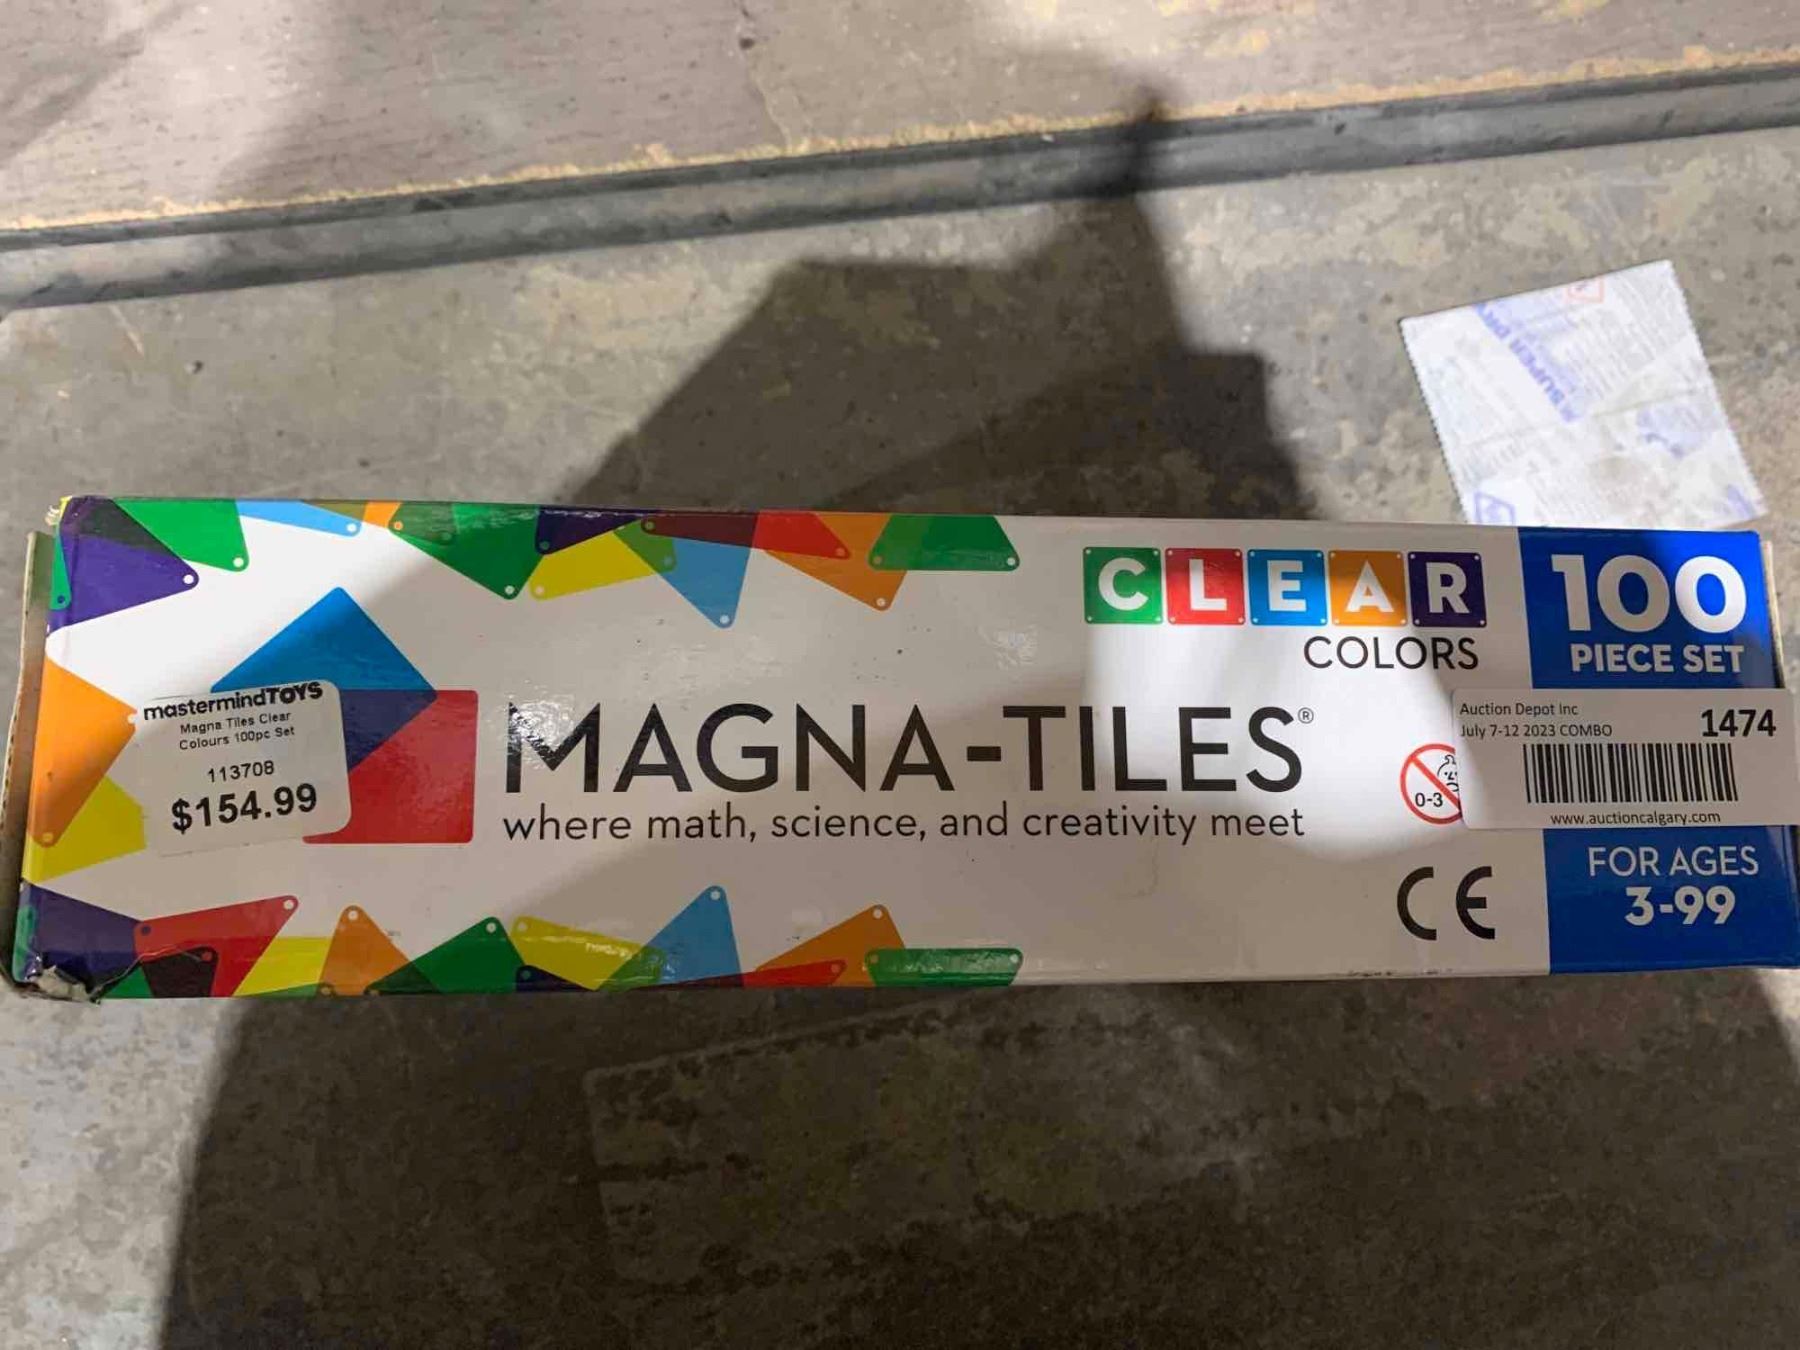 CLEAR
COLORS
100
PIECE SET
mastermindTOYS
Magna Tiles Clear
Colours 100pc Set
113708
$154.99
MAGNA-TILES®
where math, science, and creativity meet
0-3
Auction Depot Inc
July 7-12 2023 COMBO
1474
www.auctioncalgary.com
CE
FOR AGES
3-99
SUPER DRY